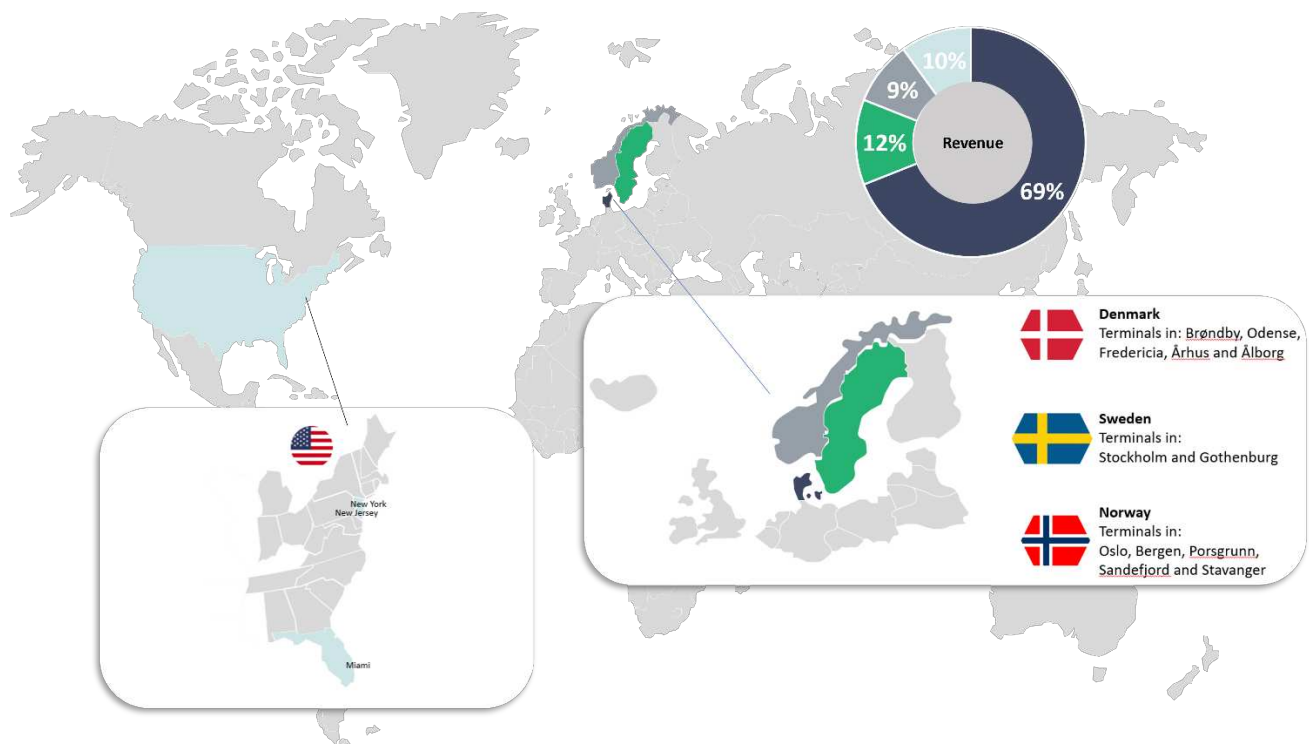 10%
9%
12%
Revenue
69%
Denmark
Terminals in: Brøndby, Odense,
Fredericia, Århus and Ålborg
Sweden
Terminals in:
Stockholm and Gothenburg
Norway
Terminals in:
Oslo, Bergen, Porsgrunn,
Sandefjord and Stavanger
New York
New Jersey
Miami